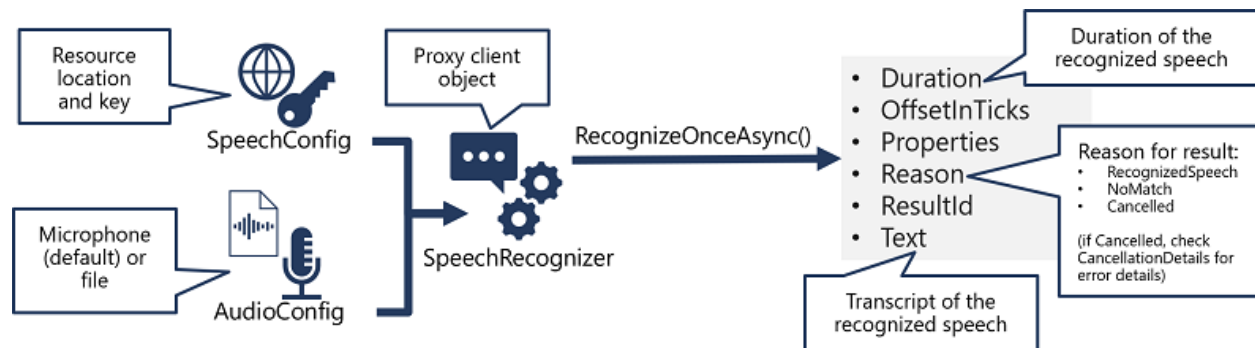 Resource
location
and key
SpeechConfig
Microphone
(default) or
file
AudioConfig
Proxy client
object
SpeechRecognizer
RecognizeOnceAsync()
• Duration
• OffsetInTicks
• Properties
• Reason
• ResultId
• Text
Duration of the
recognized speech
Reason for result:
• RecognizedSpeech
• NoMatch
• Cancelled
(if Cancelled, check
CancellationDetails for
error details)
Transcript of the
recognized speech